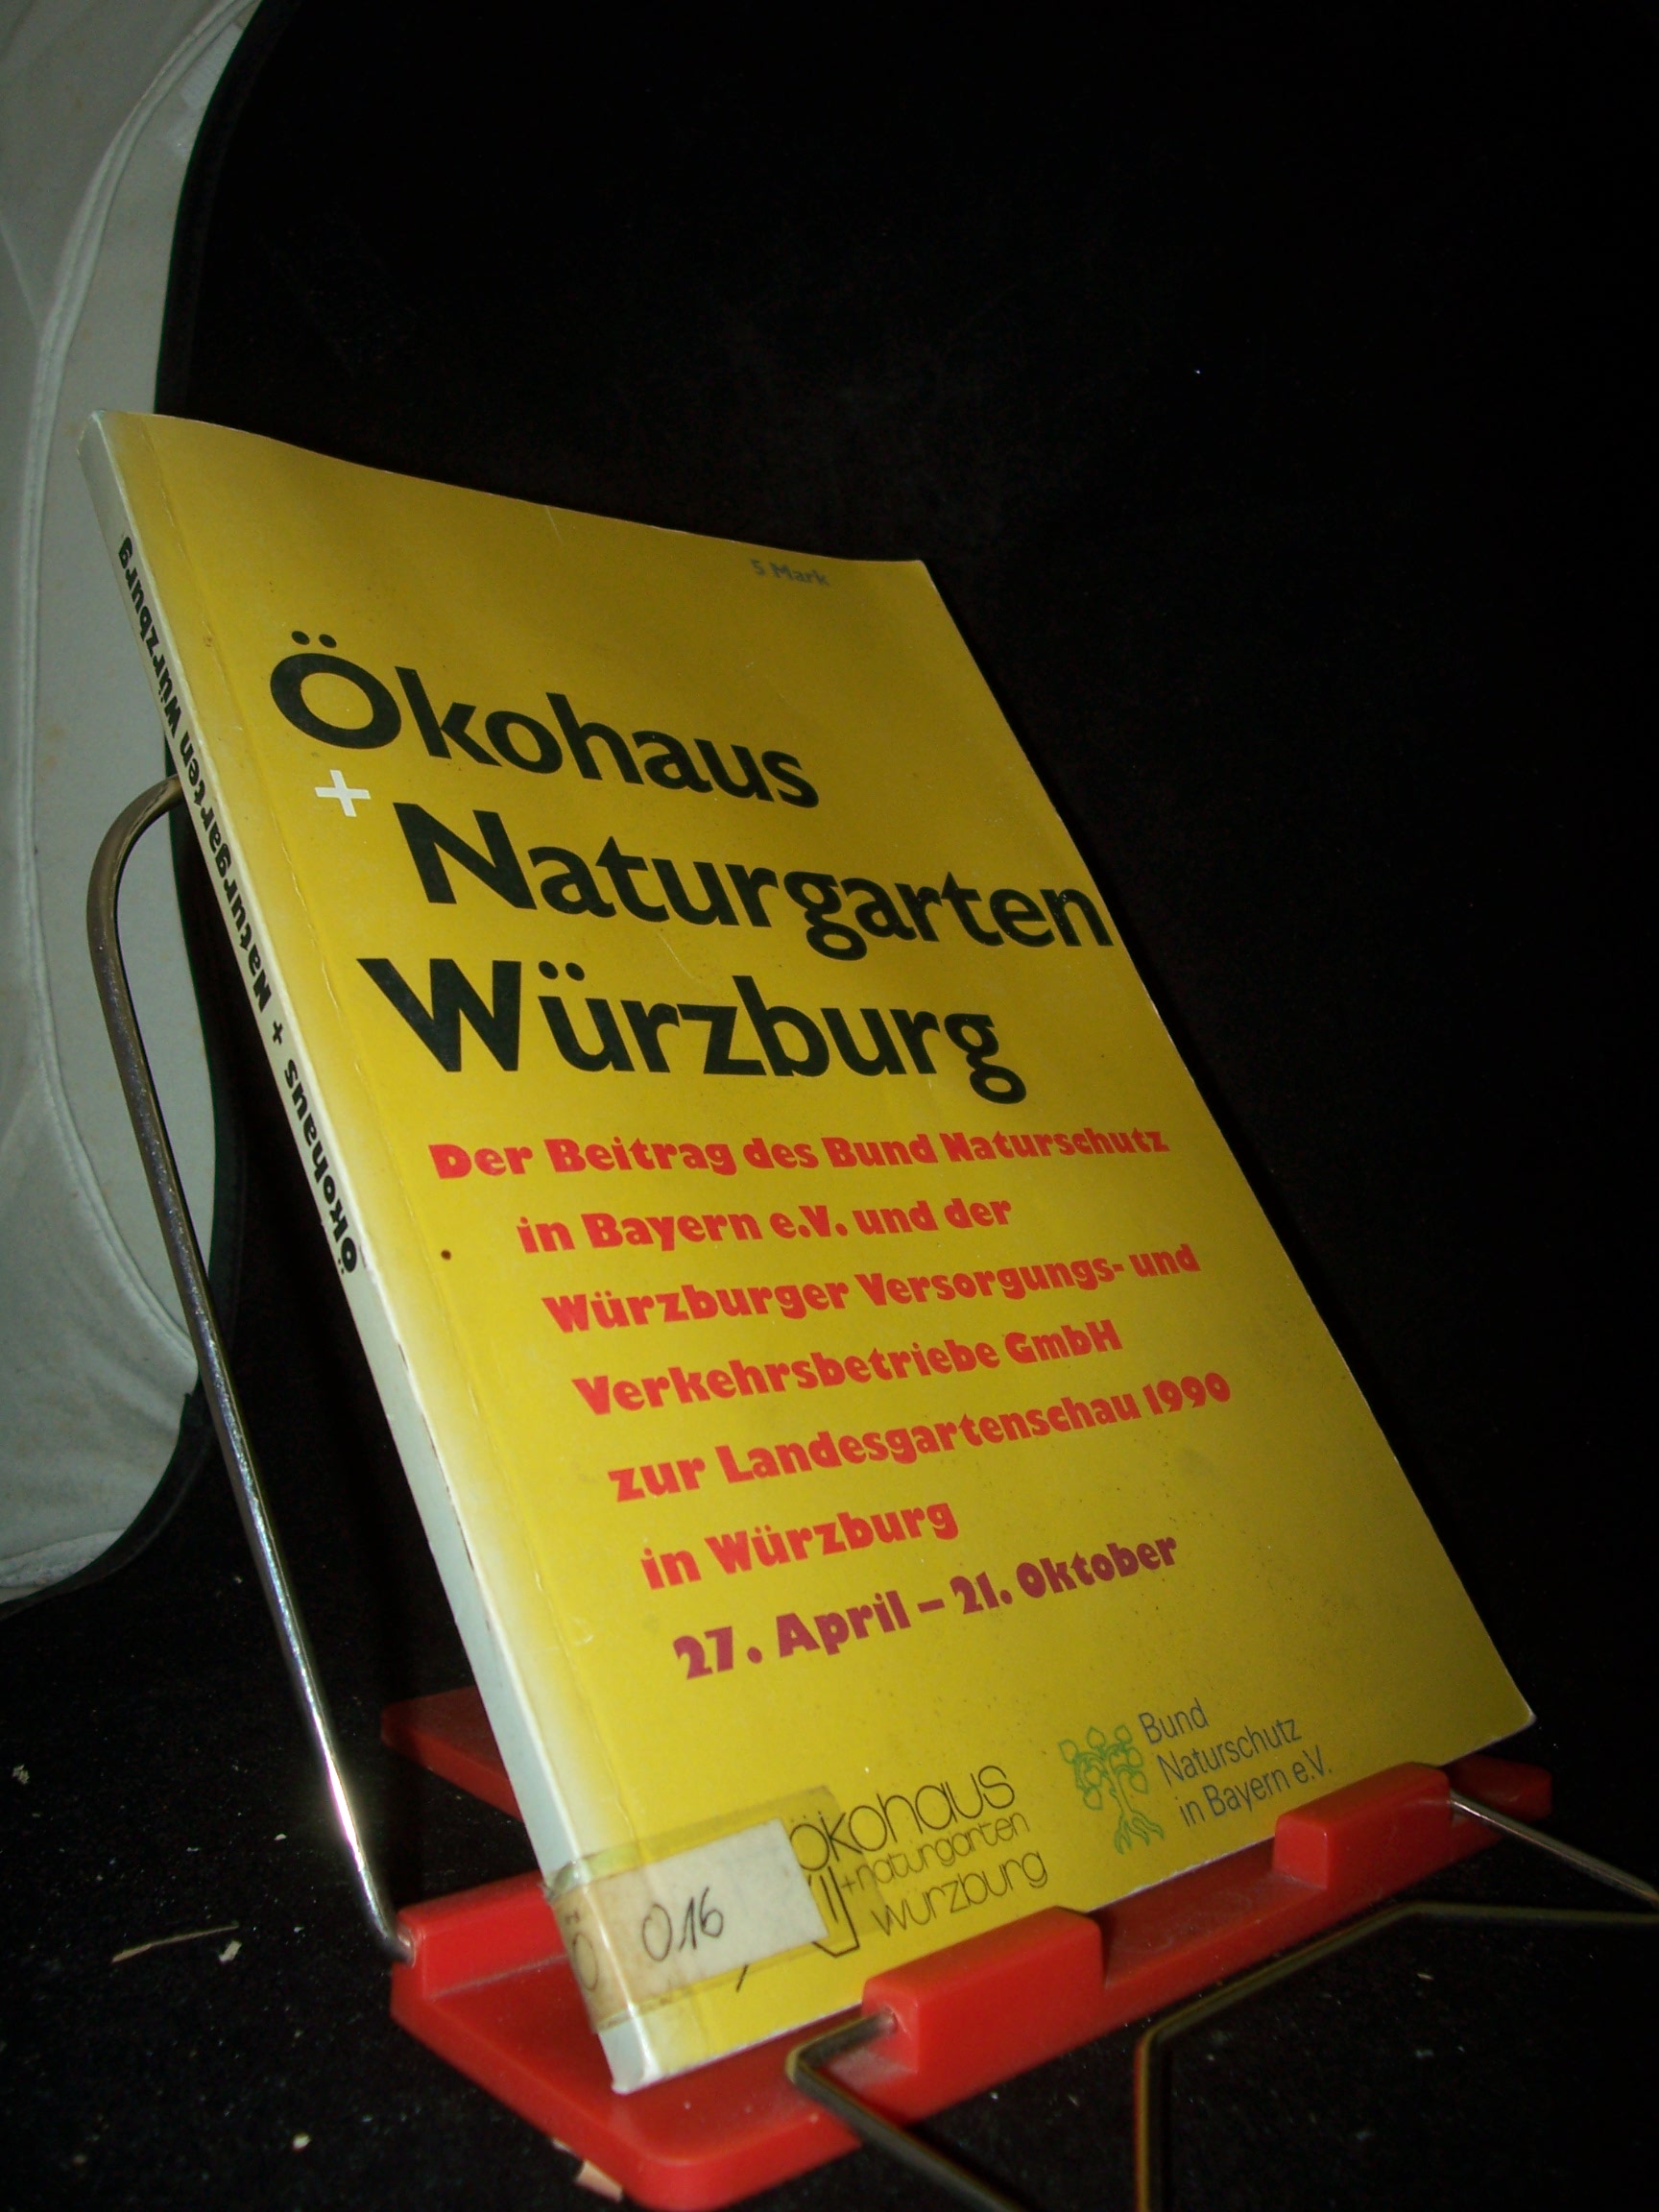 5 Mark
Ökohaus
+ Naturgarten
Würzburg
Der Beitrag des Bund Naturschutz
in Bayern e.V. und der
Würzburger Versorgungs- und
Verkehrsbetriebe GmbH
zur Landesgartenschau 1990
in Würzburg
27. April – 21. Oktober
ökohaus
+naturgarten
würzburg
Bund
Naturschutz
in Bayern e.V.
016
Ökohaus + Naturgarten Würzburg